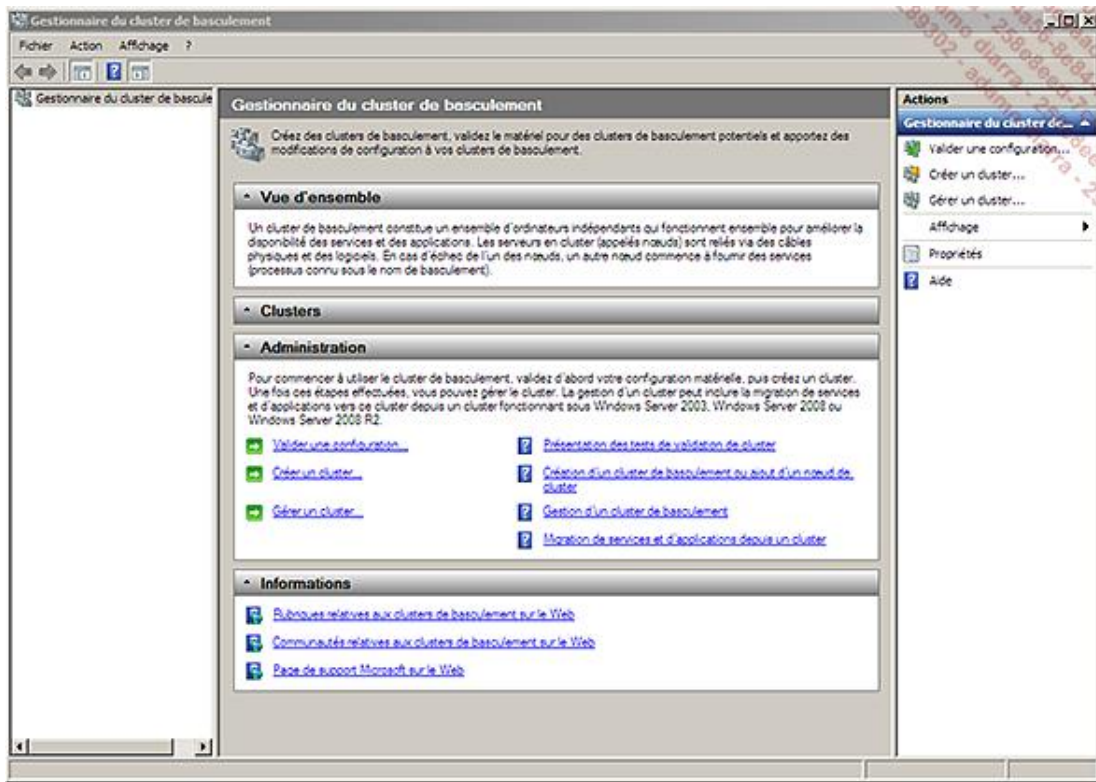 Gestionnaire du cluster de basculement
Fichier Action Affichage ?
Gestionnaire du cluster de bascule
Gestionnaire du cluster de basculement
Créez des clusters de basculement, validez le matériel pour des clusters de basculement potentiels et apportez des
modifications de configuration à vos clusters de basculement.
Vue d'ensemble
Un cluster de basculement constitue un ensemble d'ordinateurs indépendants qui fonctionnent ensemble pour améliorer la
disponibilité des services et des applications. Les serveurs en cluster (appelés nœuds) sont reliés via des câbles
physiques et des logiciels. En cas d'échec de l'un des nœuds, un autre nœud commence à fournir des services
(processus connu sous le nom de basculement).
Clusters
Administration
Pour commencer à utiliser le cluster de basculement, validez d'abord votre configuration matérielle, puis créez un cluster.
Une fois ces étapes effectuées, vous pouvez gérer le cluster. La gestion d'un cluster peut inclure la migration de services
et d'applications vers ce cluster depuis un cluster fonctionnant sous Windows Server 2003, Windows Server 2008 ou
Windows Server 2008 R2.
Valider une configuration...
Présentation des tests de validation de cluster
Créer un cluster...
Création d'un cluster de basculement ou ajout d'un nœud de
cluster
Gérer un cluster...
Gestion d'un cluster de basculement
Migration de services et d'applications depuis un cluster
Informations
Rubriques relatives aux clusters de basculement sur le Web
Communautés relatives aux clusters de basculement sur le Web
Page de support Microsoft sur le Web
Actions
Gestionnaire du cluster de...
Valider une configuration...
Créer un cluster...
Gérer un cluster...
Affichage
Propriétés
Aide